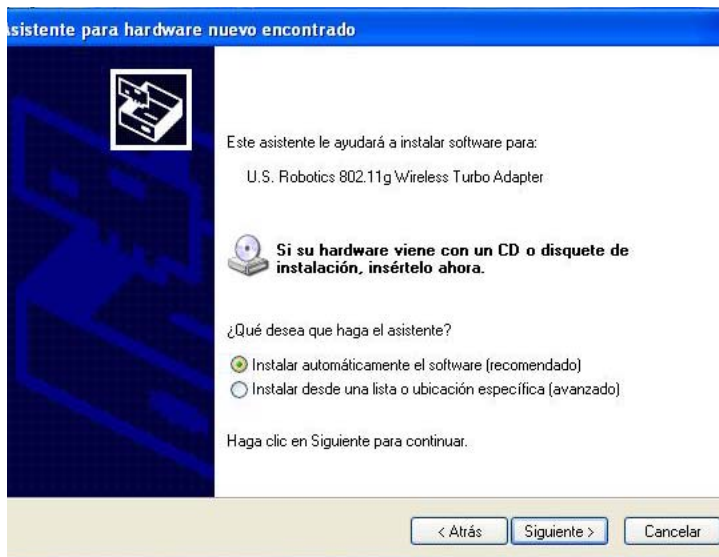 Asistente para hardware nuevo encontrado
Este asistente le ayudará a instalar software para:
U.S. Robotics 802.11g Wireless Turbo Adapter
Si su hardware viene con un CD o disquete de
instalación, insértelo ahora.
¿Qué desea que haga el asistente?
Instalar automáticamente el software (recomendado)
Instalar desde una lista o ubicación específica (avanzado)
Haga clic en Siguiente para continuar.
< Atrás
Siguiente >
Cancelar